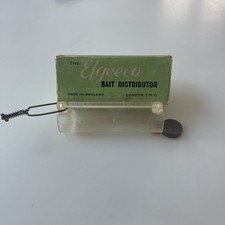 THE Efgeeco
BAIT DISTRIBUTOR
MADE IN ENGLAND